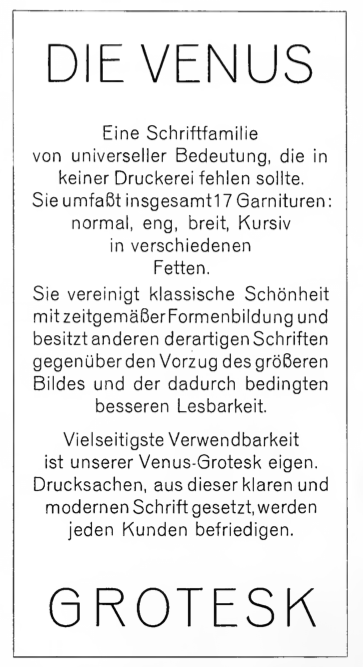 DIE VENUS
Eine Schriftfamilie
von universeller Bedeutung, die in
keiner Druckerei fehlen sollte.
Sie umfaßt insgesamt 17 Garnituren:
normal, eng, breit, Kursiv
in verschiedenen
Fetten.
Sie vereinigt klassische Schönheit
mit zeitgemäßer Formenbildung und
besitzt anderen derartigen Schriften
gegenüber den Vorzug des größeren
Bildes und der dadurch bedingten
besseren Lesbarkeit.
Vielseitigste Verwendbarkeit
ist unserer Venus-Grotesk eigen.
Drucksachen, aus dieser klaren und
modernen Schrift gesetzt, werden
jeden Kunden befriedigen.
GROTESK